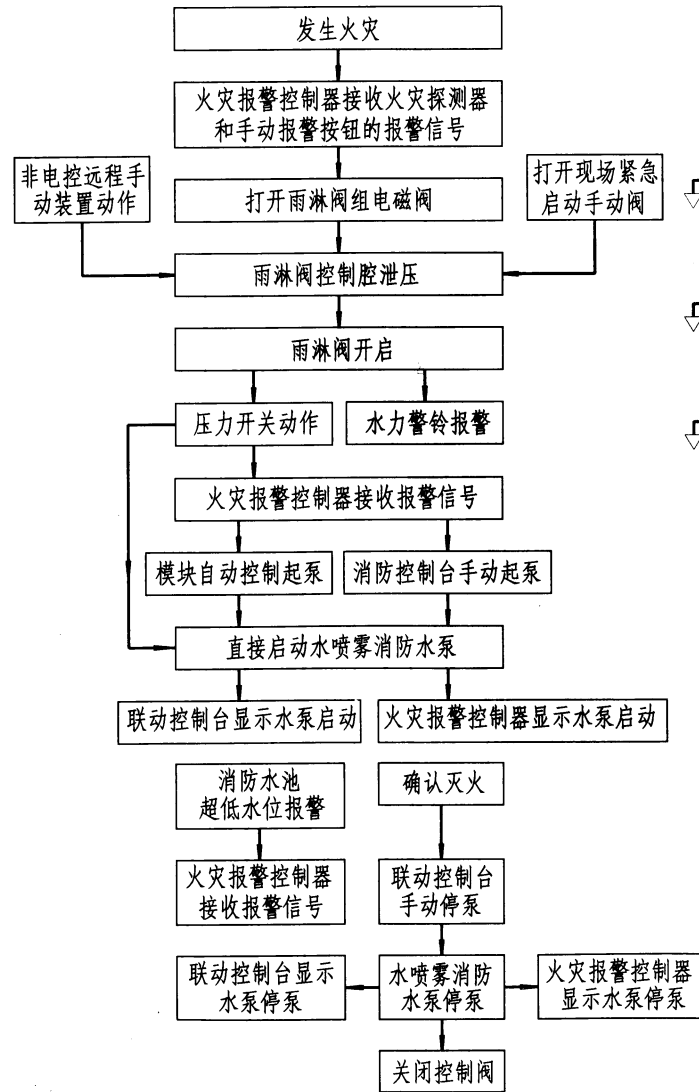 发生火灾
火灾报警控制器接收火灾探测器
和手动报警按钮的报警信号
非电控远程手
动装置动作
打开雨淋阀组电磁阀
打开现场紧急
启动手动阀
雨淋阀控制腔泄压
雨淋阀开启
压力开关动作
水力警铃报警
火灾报警控制器接收报警信号
模块自动控制起泵
消防控制台手动起泵
直接启动水喷雾消防水泵
联动控制台显示水泵启动
火灾报警控制器显示水泵启动
消防水池
超低水位报警
确认灭火
火灾报警控制器
接收报警信号
联动控制台
手动停泵
联动控制台显示
水泵停泵
水喷雾消防
水泵停泵
火灾报警控制器
显示水泵停泵
关闭控制阀